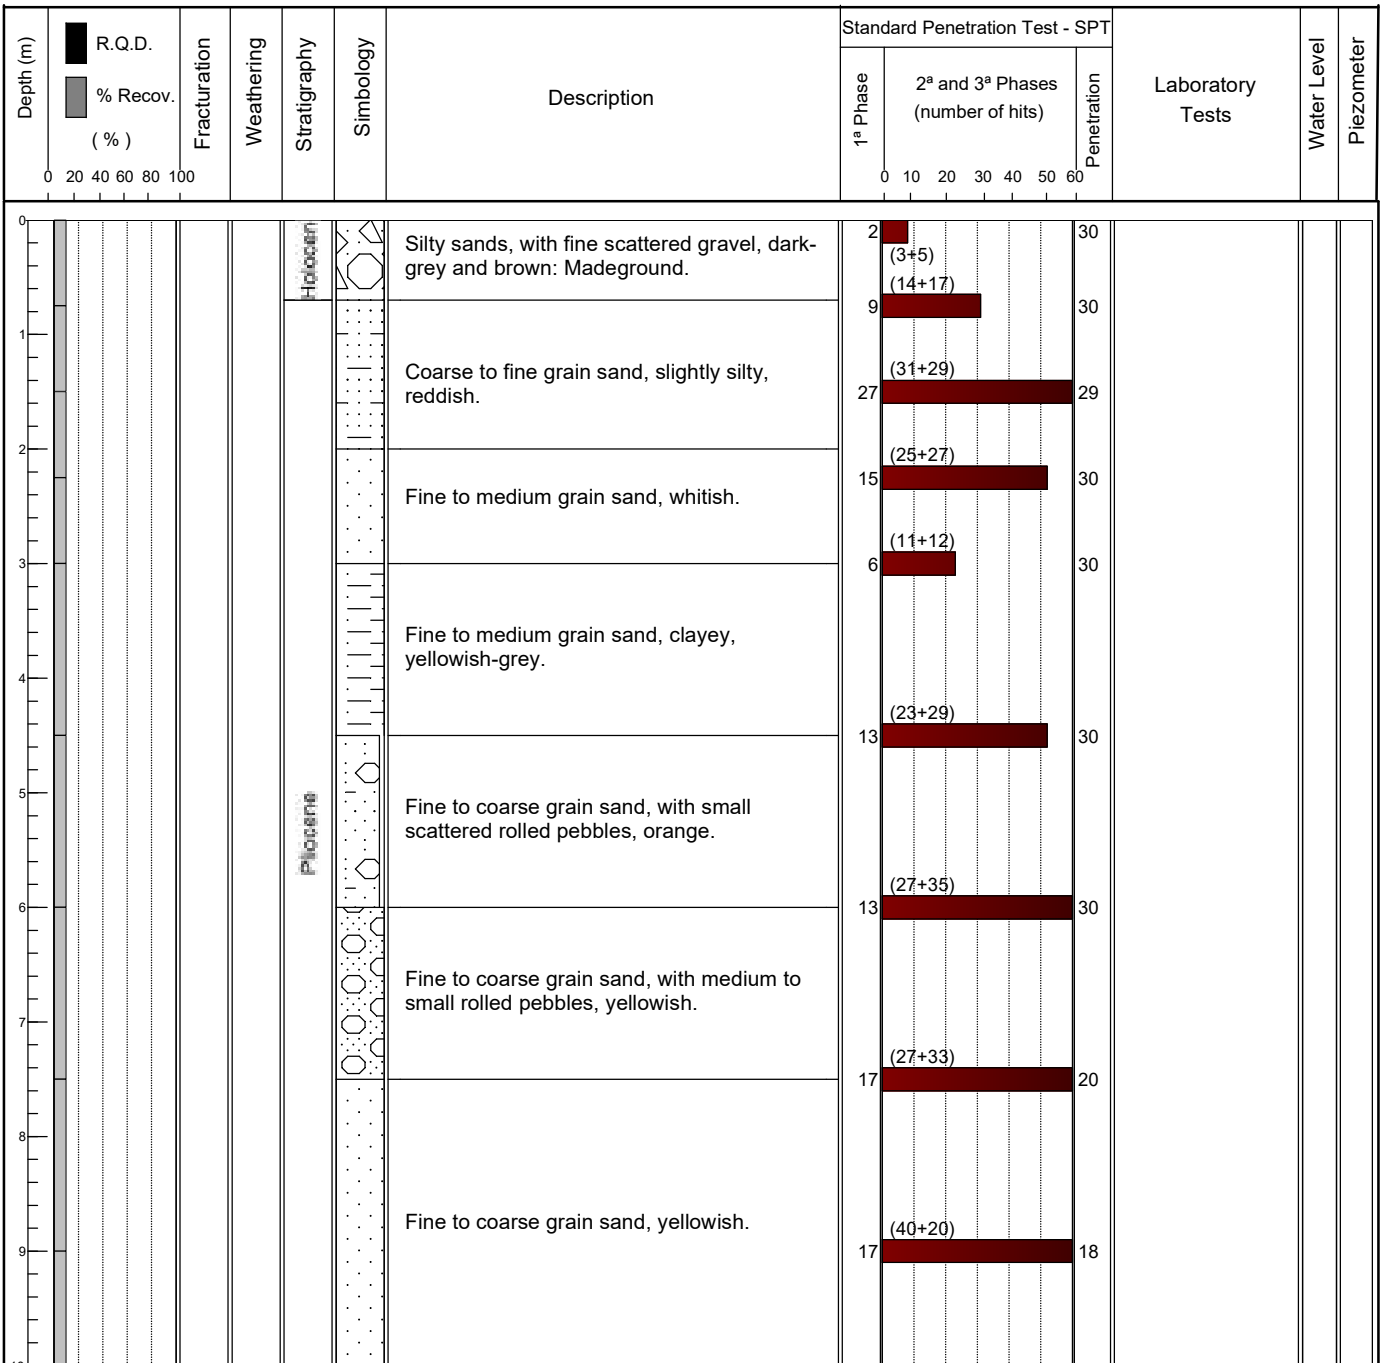 Standard Penetration Test - SPT
Depth (m)
R.Q.D.
% Recov.
( % )
0 20 40 60 80 100
Fracturation
Weathering
Stratigraphy
Simbology
Description
1ª Phase
2ª and 3ª Phases
(number of hits)
0 10 20 30 40 50 60
Penetration
Laboratory
Tests
Water Level
Piezometer
0
Holocen
Silty sands, with fine scattered gravel, dark-
grey and brown: Madeground.
2
(3+5)
30
(14+17)
9
30
1
Coarse to fine grain sand, slightly silty,
reddish.
(31+29)
27
29
2
Fine to medium grain sand, whitish.
(25+27)
15
30
3
(11+12)
6
30
Fine to medium grain sand, clayey,
yellowish-grey.
4
(23+29)
13
30
5
Pliocene
Fine to coarse grain sand, with small
scattered rolled pebbles, orange.
(27+35)
6
13
30
Fine to coarse grain sand, with medium to
small rolled pebbles, yellowish.
7
(27+33)
17
20
8
Fine to coarse grain sand, yellowish.
(40+20)
9
17
18